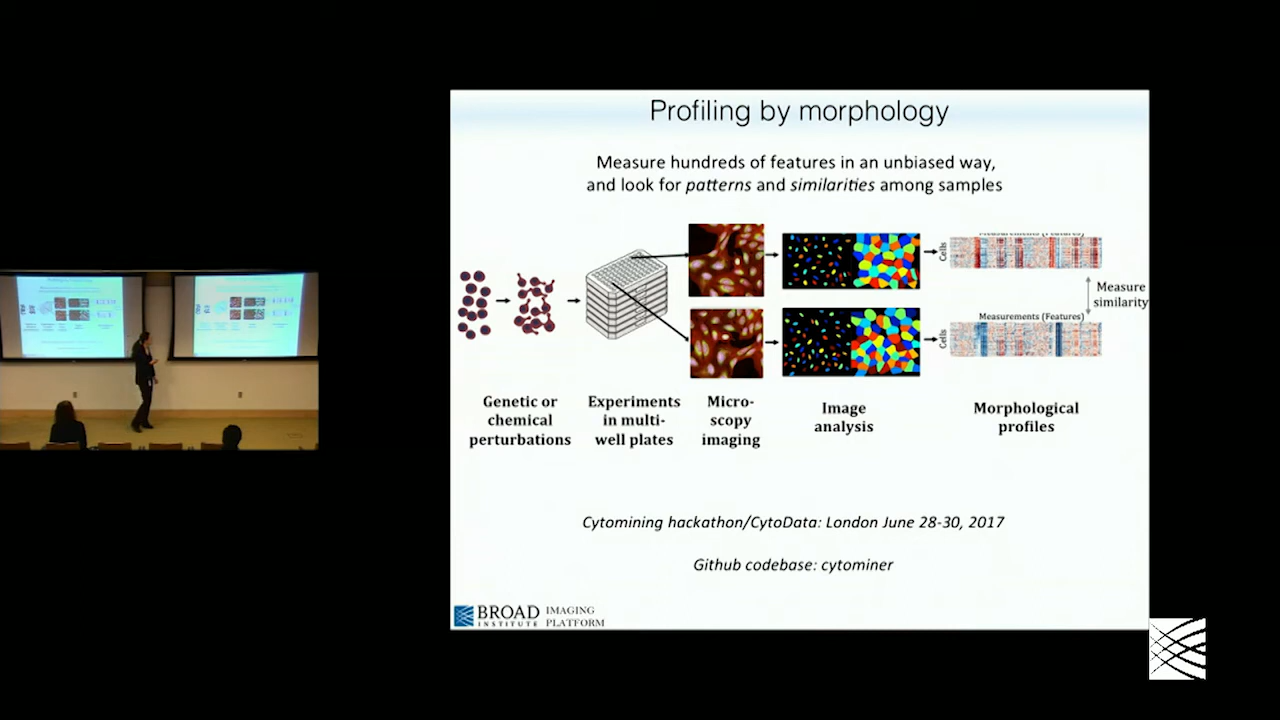 Profiling by morphology
Measure hundreds of features in an unbiased way,
and look for patterns and similarities among samples
Measurements (Features)
Cells
Measure
similarity
Measurements (Features)
Cells
Genetic or
chemical
perturbations
Experiments
in multi-
well plates
Micro-
scopy
imaging
Image
analysis
Morphological
profiles
Cytomining hackathon/CytoData: London June 28-30, 2017
Github codebase: cytominer
BROAD
INSTITUTE
IMAGING
PLATFORM